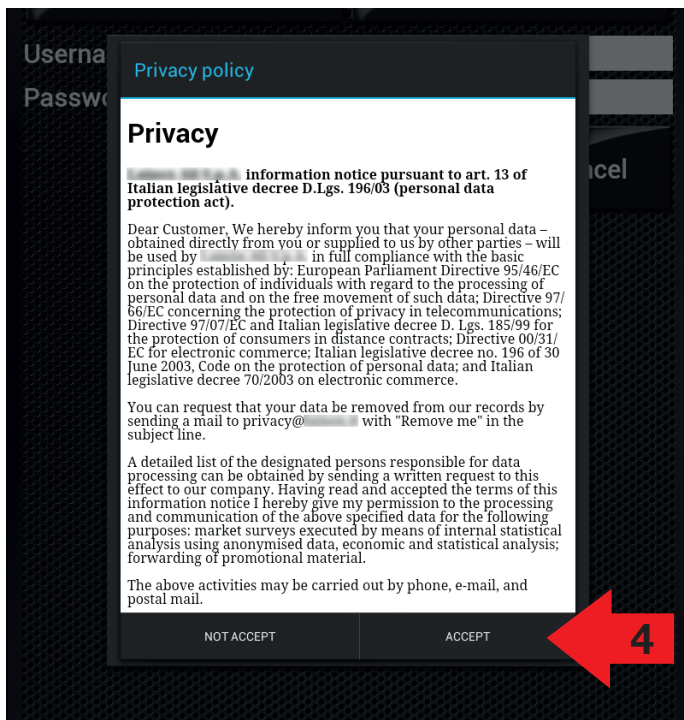 Userna
Passwo
ncel
Privacy policy
Privacy
information notice pursuant to art. 13 of
Italian legislative decree D.Lgs. 196/03 (personal data
protection act).
Dear Customer, We hereby inform you that your personal data –
obtained directly from you or supplied to us by other parties – will
be used by in full compliance with the basic
principles established by: European Parliament Directive 95/46/EC
on the protection of individuals with regard to the processing of
personal data and on the free movement of such data; Directive 97/
66/EC concerning the protection of privacy in telecommunications;
Directive 97/07/EC and Italian legislative decree D. Lgs. 185/99 for
the protection of consumers in distance contracts; Directive 00/31/
EC for electronic commerce; Italian legislative decree no. 196 of 30
June 2003, Code on the protection of personal data; and Italian
legislative decree 70/2003 on electronic commerce.
You can request that your data be removed from our records by
sending a mail to privacy@ with "Remove me" in the
subject line.
A detailed list of the designated persons responsible for data
processing can be obtained by sending a written request to this
effect to our company. Having read and accepted the terms of this
information notice I hereby give my permission to the processing
and communication of the above specified data for the following
purposes: market surveys executed by means of internal statistical
analysis using anonymised data, economic and statistical analysis;
forwarding of promotional material.
The above activities may be carried out by phone, e-mail, and
postal mail.
NOT ACCEPT
ACCEPT
4